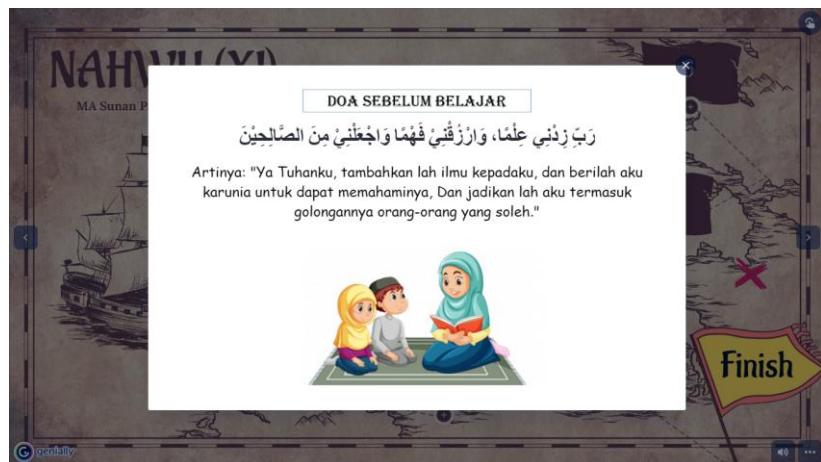 NAHWU (XI)
MA Sunan P
DOA SEBELUM BELAJAR
رَبِّ زِدْنِي عِلْمًا، وَارْزُقْنِيْ فَهْمًا وَاجْعَلْنِيْ مِنَ الصَّالِحِيْنَ
Artinya: "Ya Tuhanku, tambahkan lah ilmu kepadaku, dan berilah aku
karunia untuk dapat memahaminya, Dan jadikan lah aku termasuk
golongannya orang-orang yang soleh."
Finish
genially